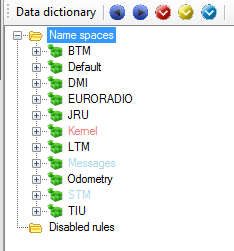 Data dictionary
Name spaces
BTM
Default
DMI
EURORADIO
JRU
Kernel
LTM
Messages
Odometry
STM
TIU
Disabled rules